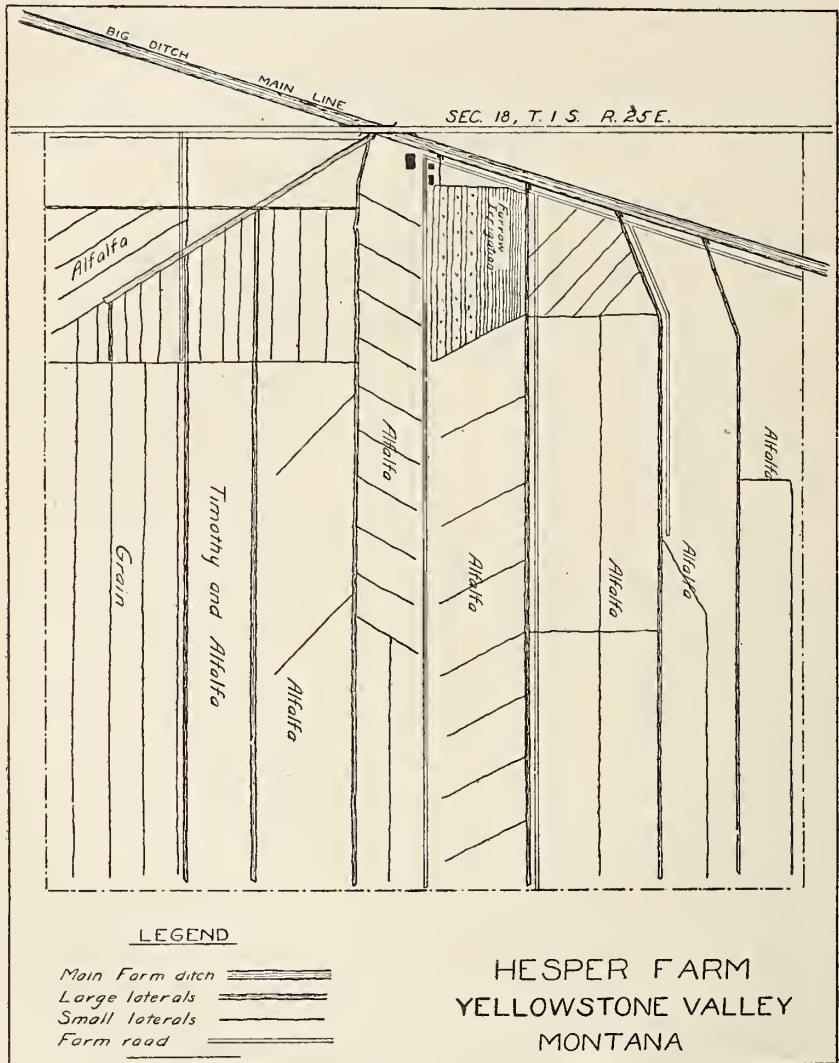 BIG DITCH
MAIN LINE
SEC. 18, T. 1 S. R. 25 E.
Alfalfa
Furrow
Irrigation
Alfalfa
Alfalfa
Grain
Timothy and Alfalfa
Alfalfa
Alfalfa
Alfalfa
Alfalfa
LEGEND
Main Farm ditch
Large laterals
Small laterals
Farm road
HESPER FARM
YELLOWSTONE VALLEY
MONTANA